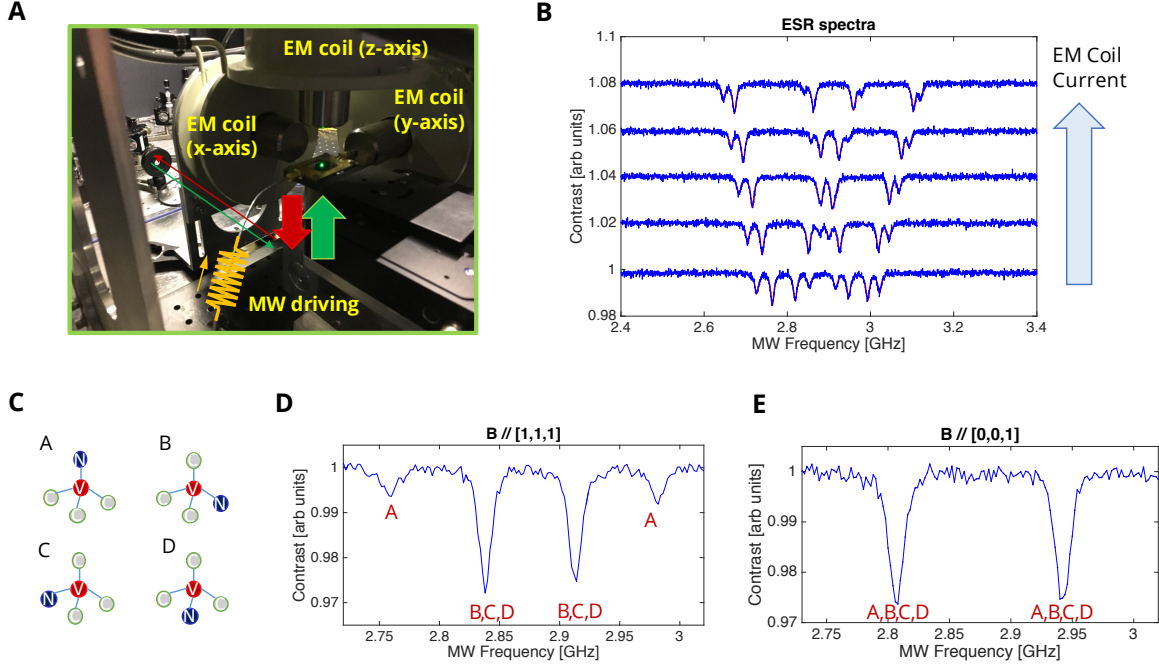 A
EM coil (z-axis)
EM coil
(y-axis)
EM coil
(x-axis)
MW driving
B
ESR spectra
1.1
1.08
1.06
1.04
1.02
1
0.98
Contrast [arb units]
2.4 2.6 2.8 3 3.2 3.4
MW Frequency [GHz]
EM Coil
Current
C
A B
N V V N
C D
N V V N
D
B // [1,1,1]
1
0.99
0.98
0.97
Contrast [arb units]
A A
B,C,D B,C,D
2.75 2.8 2.85 2.9 2.95 3
MW Frequency [GHz]
E
B // [0,0,1]
1
0.99
0.98
0.97
Contrast [arb units]
A,B,C,D A,B,C,D
2.75 2.8 2.85 2.9 2.95 3
MW Frequency [GHz]